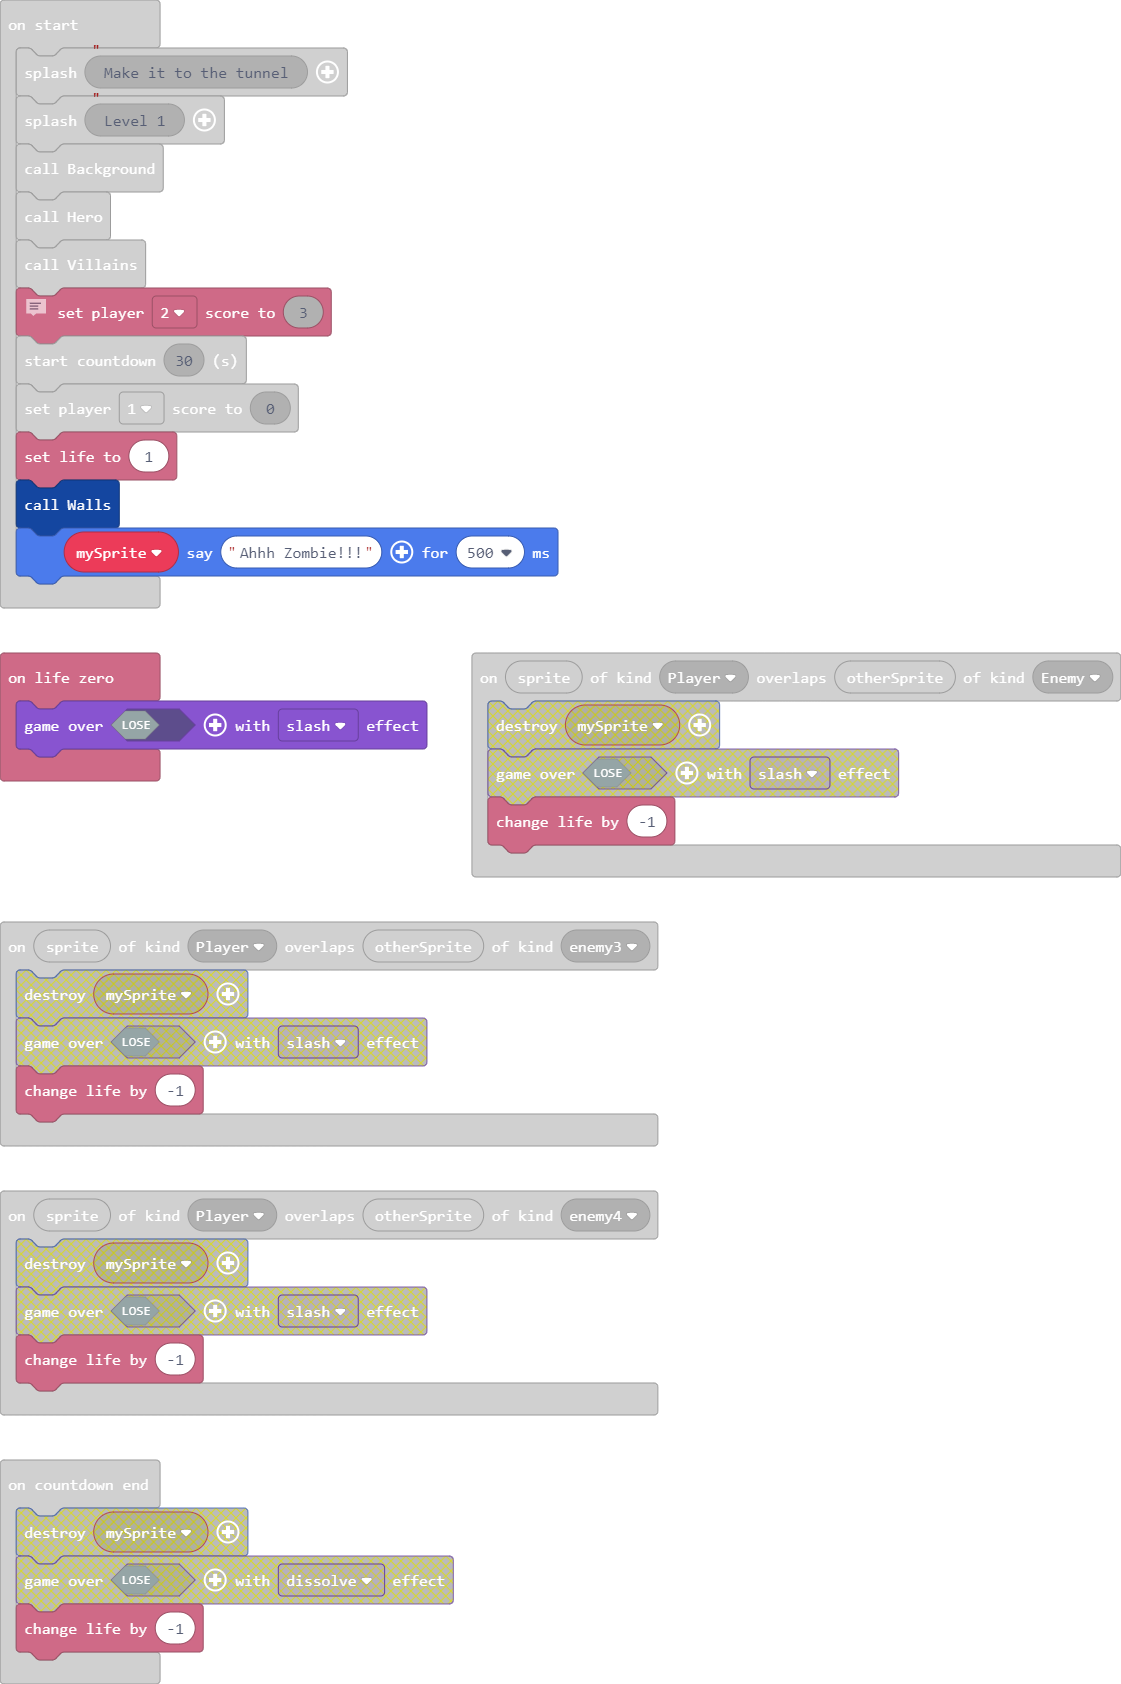 on start
splash "Make it to the tunnel"
splash "Level 1"
call Background
call Hero
call Villains
set player 2 score to 3
start countdown 30 (s)
set player 1 score to 0
set life to 1
call Walls
mySprite say "Ahhh Zombie!!!" for 500 ms
on life zero
game over LOSE with slash effect
on sprite of kind Player overlaps otherSprite of kind Enemy
destroy mySprite
game over LOSE with slash effect
change life by -1
on sprite of kind Player overlaps otherSprite of kind enemy3
destroy mySprite
game over LOSE with slash effect
change life by -1
on sprite of kind Player overlaps otherSprite of kind enemy4
destroy mySprite
game over LOSE with slash effect
change life by -1
on countdown end
destroy mySprite
game over LOSE with dissolve effect
change life by -1